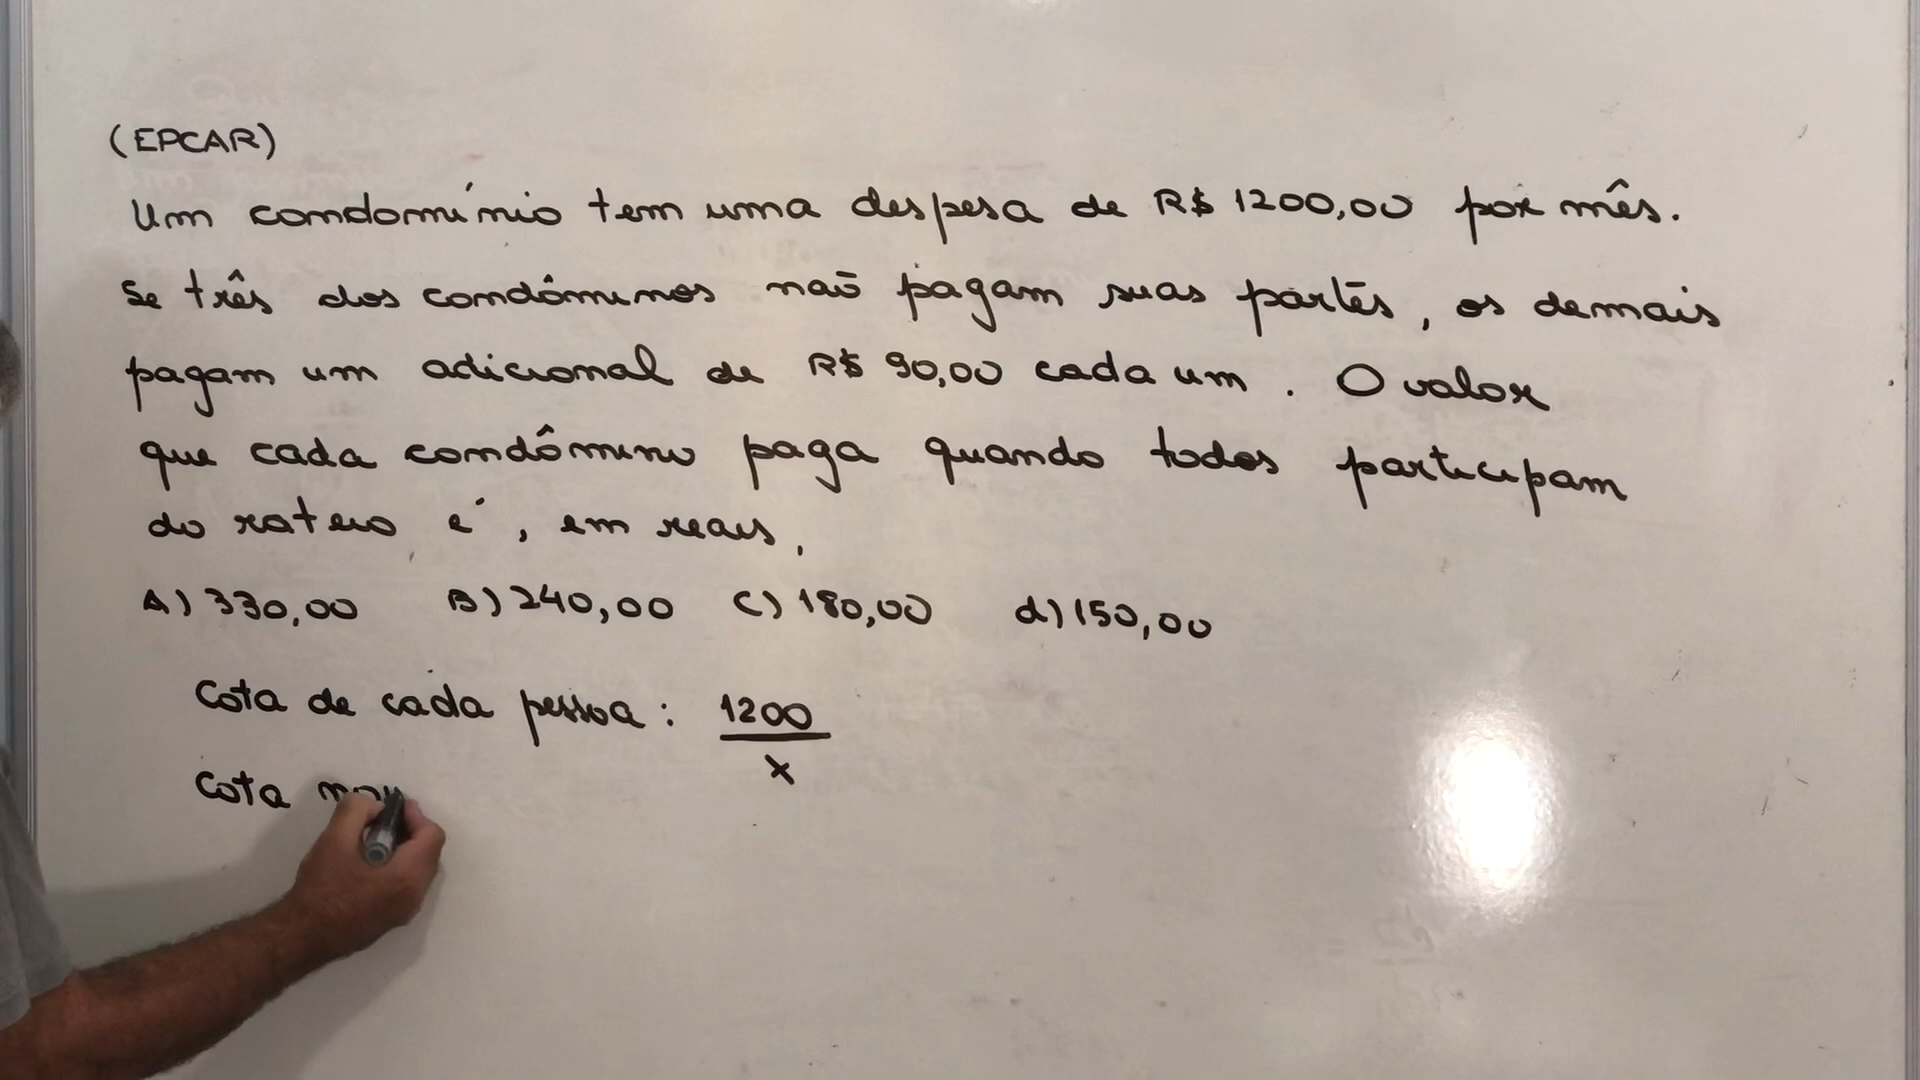 (EPCAR)
Um condomínio tem uma despesa de R$ 1200,00 por mês.
Se três dos condôminos não pagam suas partes, os demais
pagam um adicional de R$ 90,00 cada um. O valor
que cada condômino paga quando todos participam
do rateio é, em reais,
A) 330,00 B) 240,00 C) 180,00 d) 150,00
Cota de cada pessoa: 1200
x
Cota